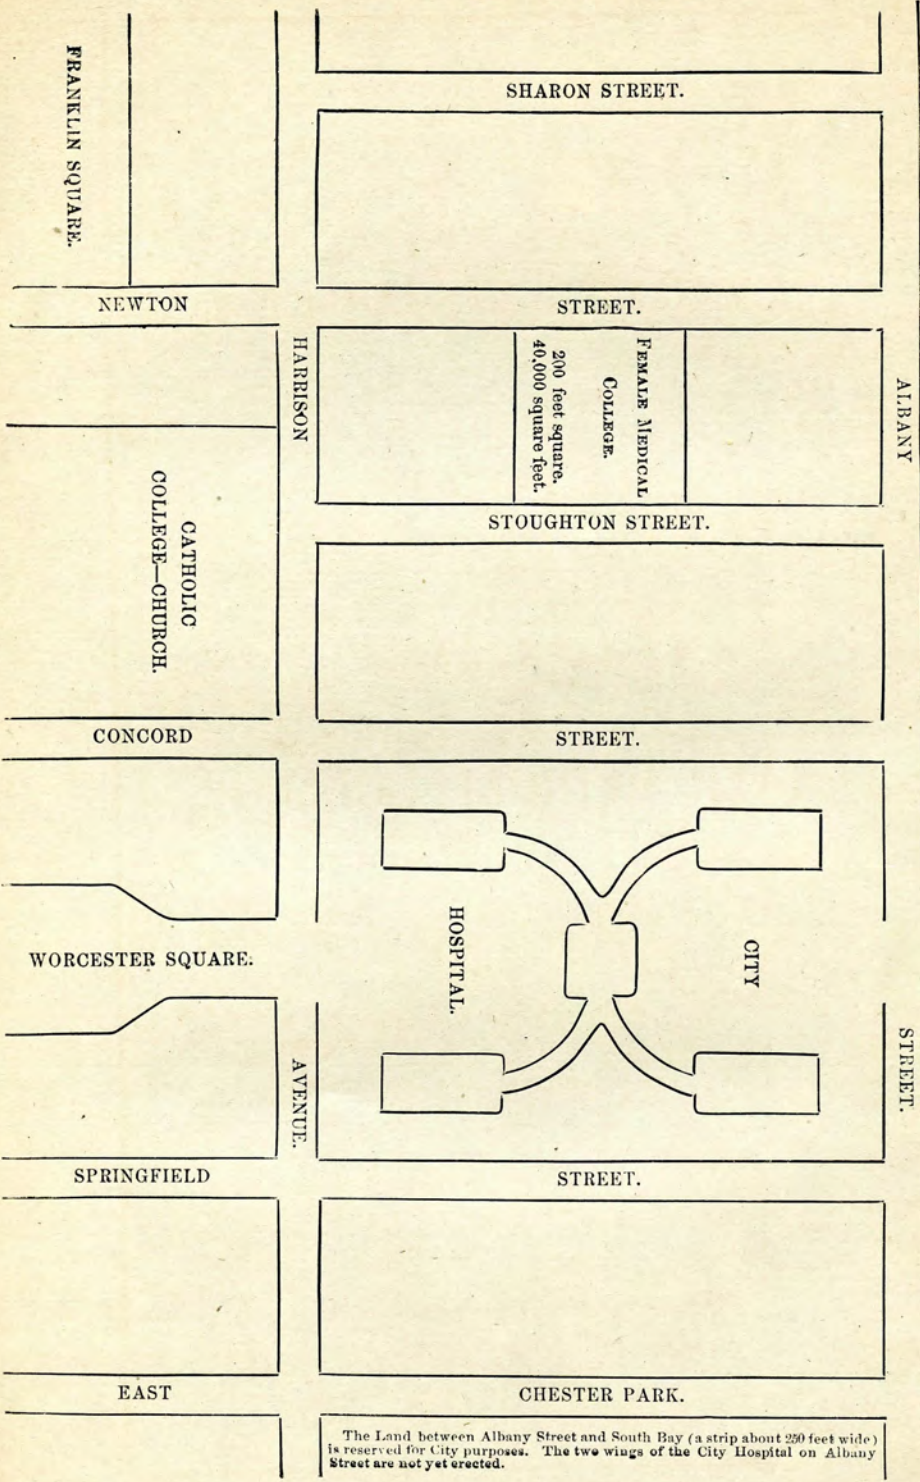 FRANKLIN SQUARE.
SHARON STREET.
NEWTON STREET.
HARRISON
FEMALE MEDICAL
COLLEGE.
200 feet square.
40,000 square feet.
ALBANY
STOUGHTON STREET.
CATHOLIC
COLLEGE—CHURCH.
CONCORD STREET.
CITY
HOSPITAL.
WORCESTER SQUARE.
AVENUE.
STREET.
SPRINGFIELD STREET.
EAST CHESTER PARK.
The Land between Albany Street and South Bay (a strip about 250 feet wide)
is reserved for City purposes. The two wings of the City Hospital on Albany
Street are not yet erected.